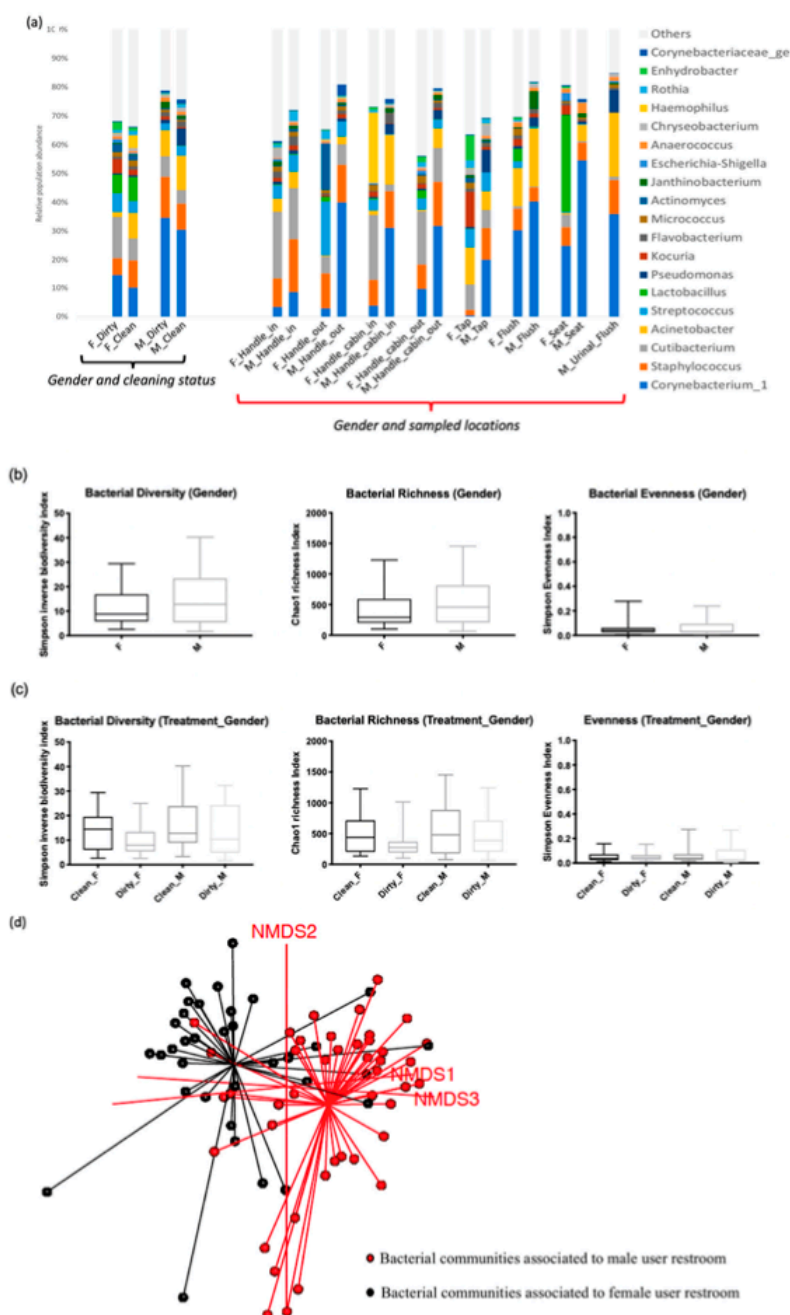 (a)
100%
90%
80%
70%
60%
50%
40%
30%
20%
10%
0%
Relative population abundance
F_Dirty
F_Clean
M_Dirty
M_Clean
F_Handle_in
M_Handle_in
F_Handle_out
M_Handle_out
F_Handle_cabin_in
M_Handle_cabin_in
F_Handle_cabin_out
M_Handle_cabin_out
F_Tap
M_Tap
F_Flush
M_Flush
F_Seat
M_Seat
M_Urinal_Flush
Gender and cleaning status
Gender and sampled locations
Others
Corynebacteriaceae_ge
Enhydrobacter
Rothia
Haemophilus
Chryseobacterium
Anaerococcus
Escherichia-Shigella
Janthinobacterium
Actinomyces
Micrococcus
Flavobacterium
Kocuria
Pseudomonas
Lactobacillus
Streptococcus
Acinetobacter
Cutibacterium
Staphylococcus
Corynebacterium_1
(b)
Bacterial Diversity (Gender)
Simpson inverse biodiversity index
50
40
30
20
10
0
F
M
Bacterial Richness (Gender)
Chao1 richness Index
2000
1500
1000
500
0
F
M
Bacterial Evenness (Gender)
Simpson Evenness Index
1.0
0.8
0.6
0.4
0.2
0.0
F
M
(c)
Bacterial Diversity (Treatment_Gender)
Simpson inverse biodiversity index
50
40
30
20
10
0
Clean_F
Dirty_F
Clean_M
Dirty_M
Bacterial Richness (Treatment_Gender)
Chao1 richness Index
2000
1500
1000
500
0
Clean_F
Dirty_F
Clean_M
Dirty_M
Evenness (Treatment_Gender)
Simpson Evenness Index
1.0
0.8
0.6
0.4
0.2
0.0
Clean_F
Dirty_F
Clean_M
Dirty_M
(d)
NMDS2
NMDS1
NMDS3
Bacterial communities associated to male user restroom
Bacterial communities associated to female user restroom